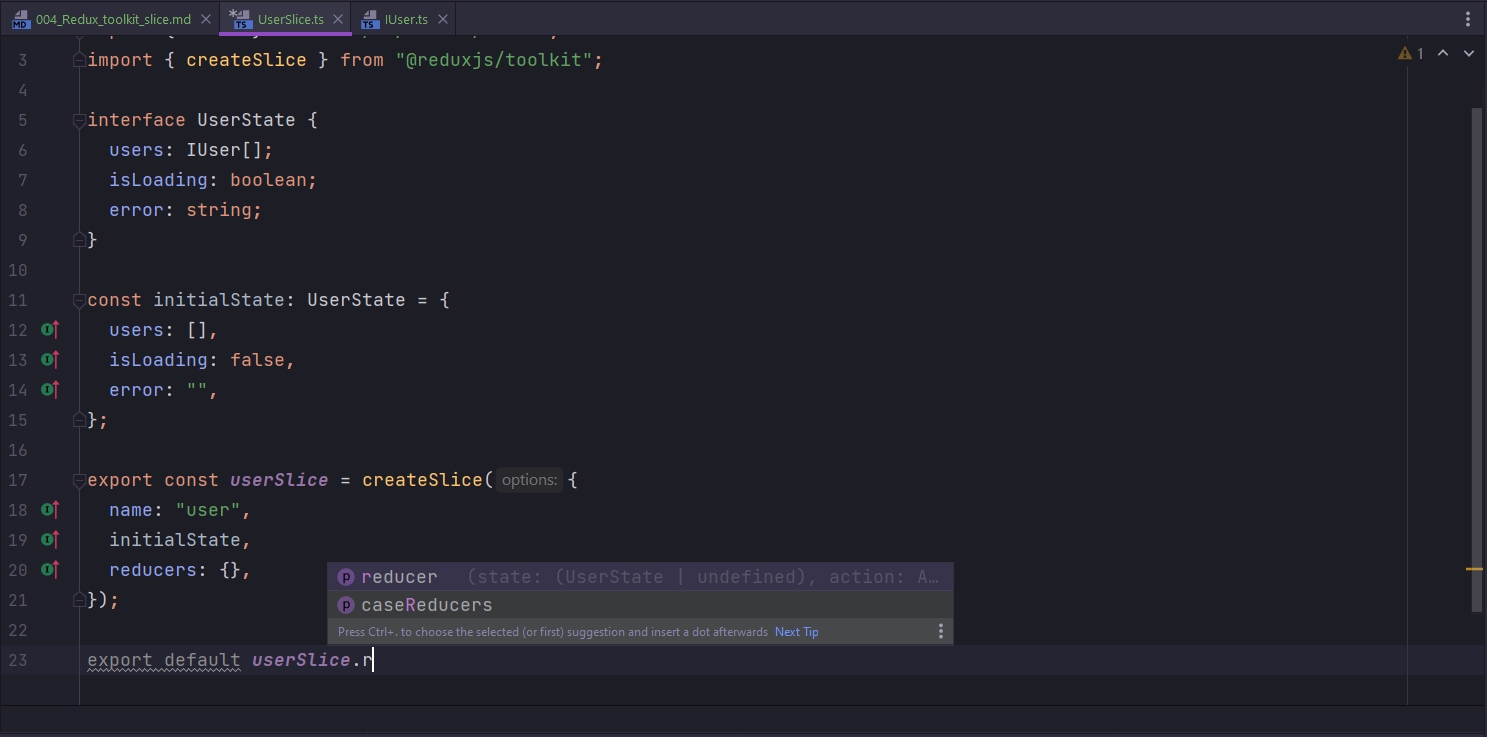 004_Redux_toolkit_slice.md
UserSlice.ts
IUser.ts
3 import { createSlice } from "@reduxjs/toolkit";
1
4
5 interface UserState {
6 users: IUser[];
7 isLoading: boolean;
8 error: string;
9 }
10
11 const initialState: UserState = {
12 users: [],
13 isLoading: false,
14 error: "",
15 };
16
17 export const userSlice = createSlice( options: {
18 name: "user",
19 initialState,
20 reducers: {},
reducer (state: (UserState | undefined), action: A…
21 });
caseReducers
22
Press Ctrl+. to choose the selected (or first) suggestion and insert a dot afterwards Next Tip
23 export default userSlice.r